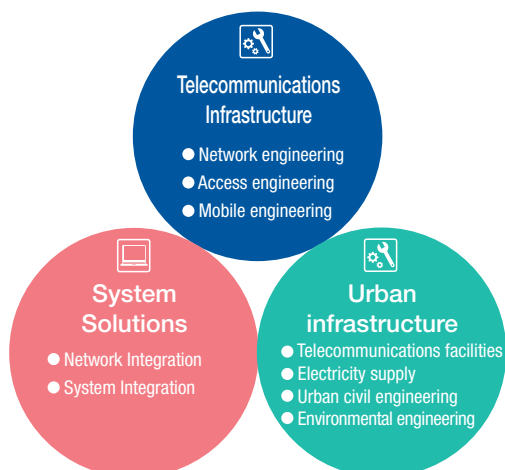 Telecommunications
Infrastructure
● Network engineering
● Access engineering
● Mobile engineering
System
Solutions
● Network Integration
● System Integration
Urban
infrastructure
● Telecommunications facilities
● Electricity supply
● Urban civil engineering
● Environmental engineering